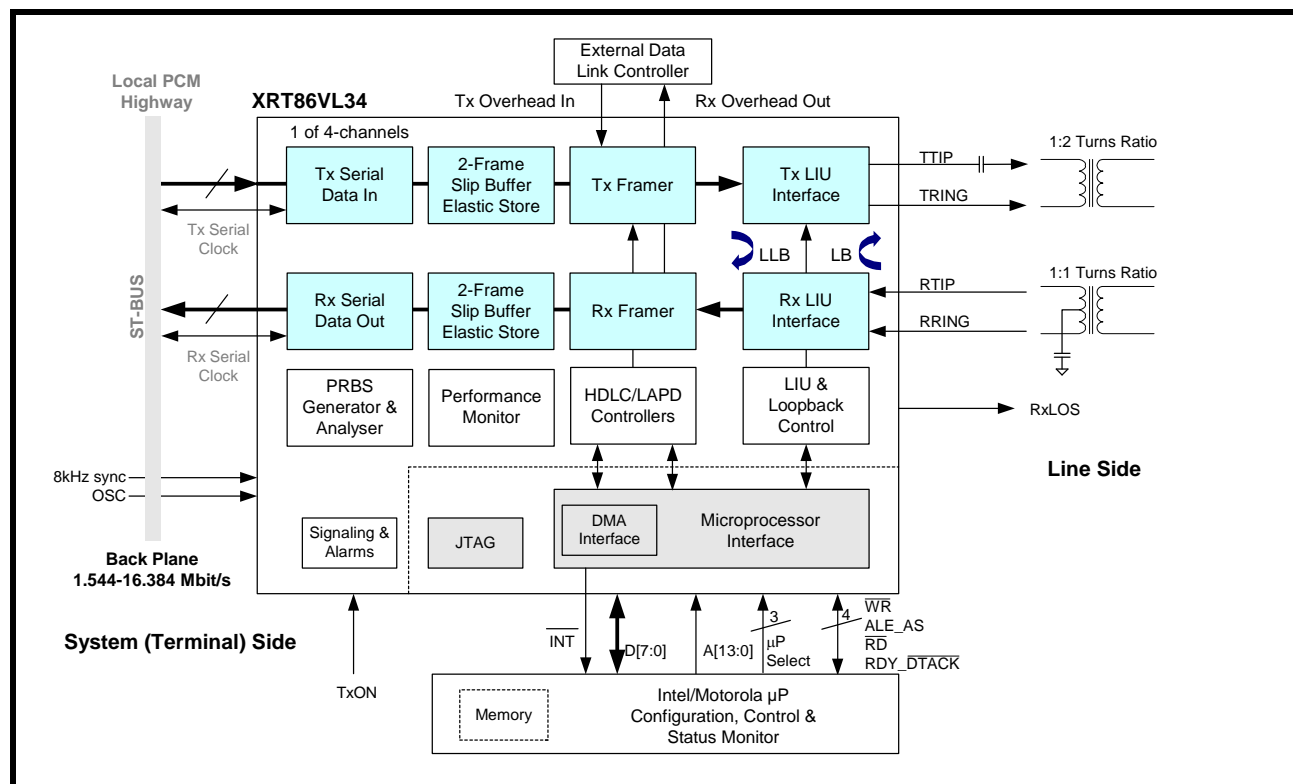 External Data
Link Controller
Local PCM
Highway
XRT86VL34
Tx Overhead In
Rx Overhead Out
1 of 4-channels
1:2 Turns Ratio
Tx Serial
Data In
2-Frame
Slip Buffer
Elastic Store
Tx Framer
Tx LIU
Interface
TTIP
TRING
Tx Serial
Clock
LLB
LB
ST-BUS
1:1 Turns Ratio
Rx Serial
Data Out
2-Frame
Slip Buffer
Elastic Store
Rx Framer
Rx LIU
Interface
RTIP
RRING
Rx Serial
Clock
PRBS
Generator &
Analyser
Performance
Monitor
HDLC/LAPD
Controllers
LIU &
Loopback
Control
RxLOS
Line Side
8kHz sync
OSC
Signaling &
Alarms
JTAG
DMA
Interface
Microprocessor
Interface
Back Plane
1.544-16.384 Mbit/s
System (Terminal) Side
TxON
INT
D[7:0]
A[13:0]
3
µP
Select
4
WR
ALE_AS
RD
RDY_DTACK
Memory
Intel/Motorola µP
Configuration, Control &
Status Monitor